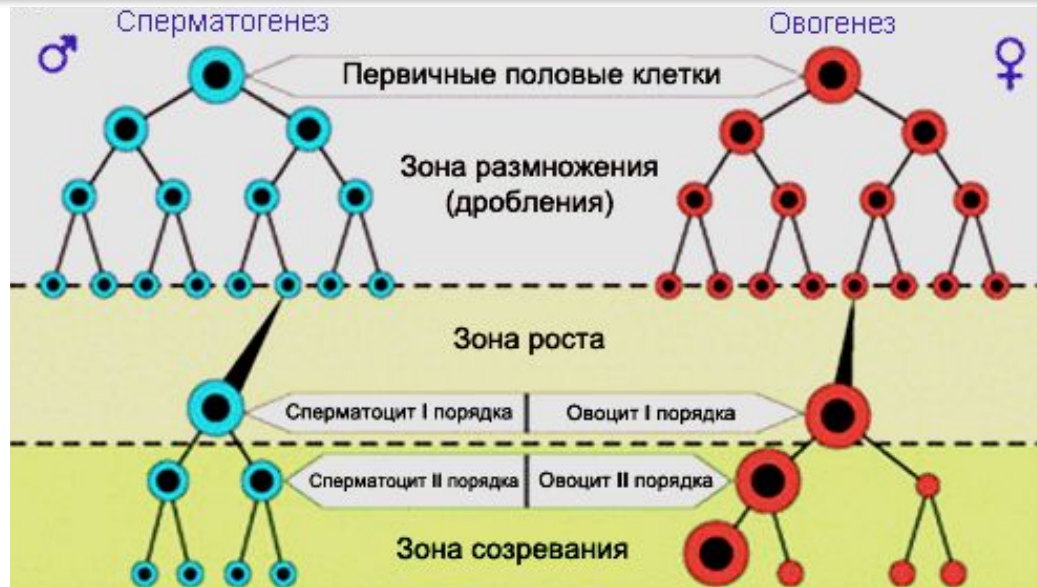 Сперматогенез
Овогенез
Первичные половые клетки
Зона размножения
(дробления)
Зона роста
Сперматоцит I порядка
Овоцит I порядка
Сперматоцит II порядка
Овоцит II порядка
Зона созревания